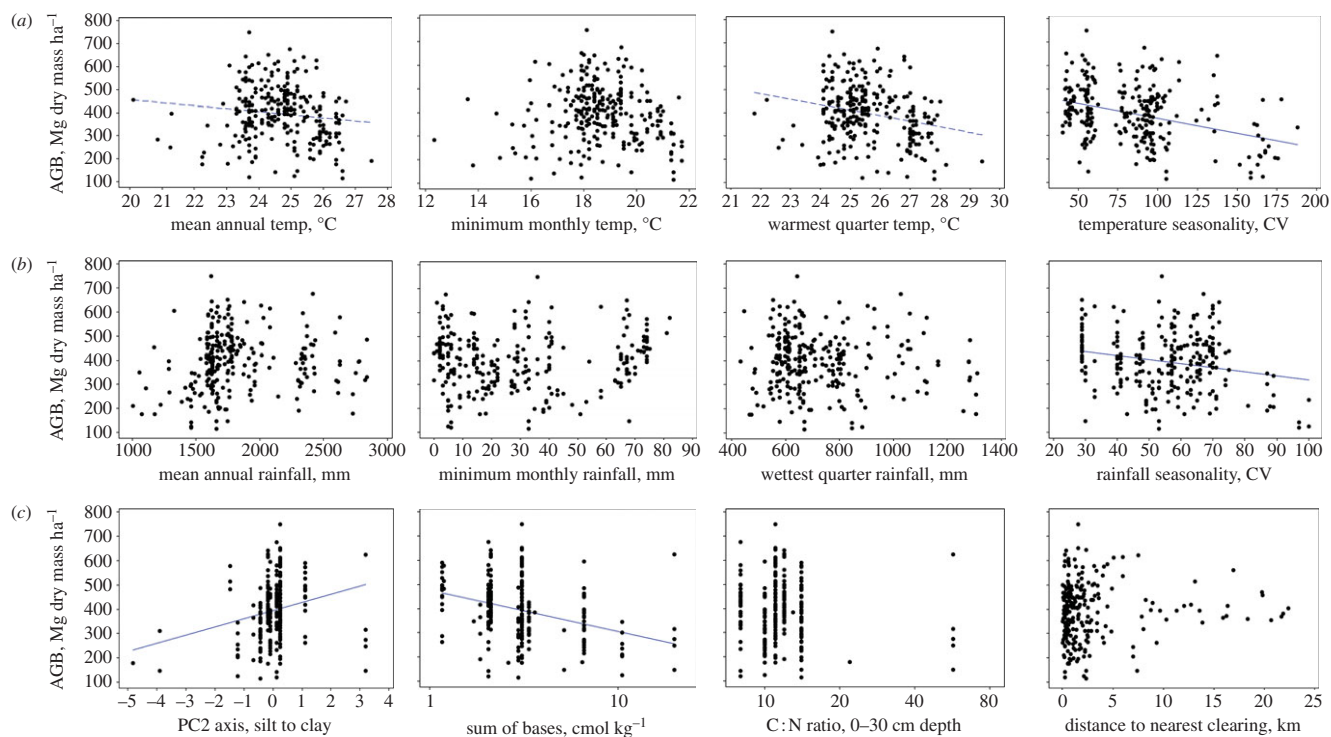 (a)
AGB, Mg dry mass ha⁻¹
800
700
600
500
400
300
200
100
20 21 22 23 24 25 26 27 28
mean annual temp, °C
12 14 16 18 20 22
minimum monthly temp, °C
21 22 23 24 25 26 27 28 29 30
warmest quarter temp, °C
50 75 100 125 150 175 200
temperature seasonality, CV
(b)
AGB, Mg dry mass ha⁻¹
800
700
600
500
400
300
200
100
1000 1500 2000 2500 3000
mean annual rainfall, mm
0 10 20 30 40 50 60 70 80 90
minimum monthly rainfall, mm
400 600 800 1000 1200 1400
wettest quarter rainfall, mm
20 30 40 50 60 70 80 90 100
rainfall seasonality, CV
(c)
AGB, Mg dry mass ha⁻¹
800
700
600
500
400
300
200
100
–5 –4 –3 –2 –1 0 1 2 3 4
PC2 axis, silt to clay
1 10
sum of bases, cmol kg⁻¹
10 20 40 80
C:N ratio, 0–30 cm depth
0 5 10 15 20 25
distance to nearest clearing, km